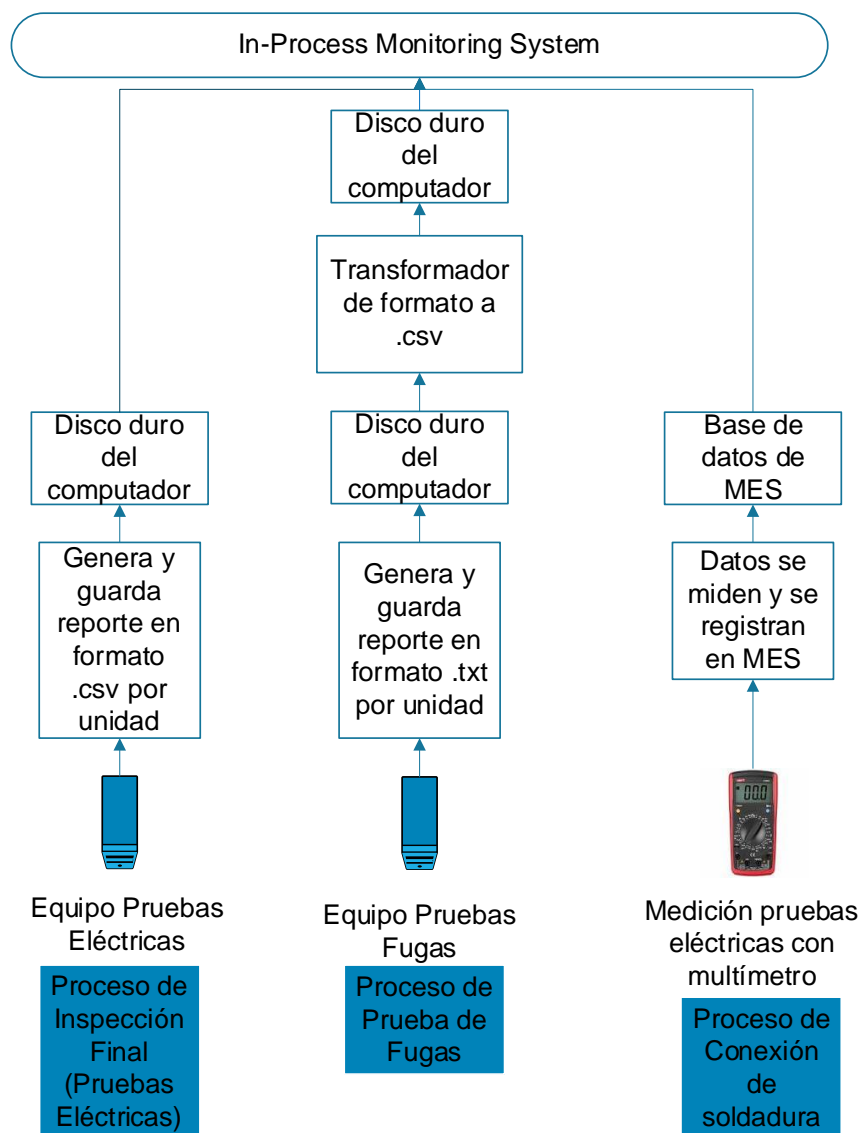 In-Process Monitoring System
Disco duro
del
computador
Transformador
de formato a
.csv
Disco duro
del
computador
Disco duro
del
computador
Base de
datos de
MES
Genera y
guarda
reporte en
formato
.csv por
unidad
Genera y
guarda
reporte en
formato .txt
por unidad
Datos se
miden y se
registran
en MES
00.0
Equipo Pruebas
Eléctricas
Equipo Pruebas
Fugas
Medición pruebas
eléctricas con
multímetro
Proceso de
Inspección
Final
(Pruebas
Eléctricas)
Proceso de
Prueba de
Fugas
Proceso de
Conexión
de
soldadura